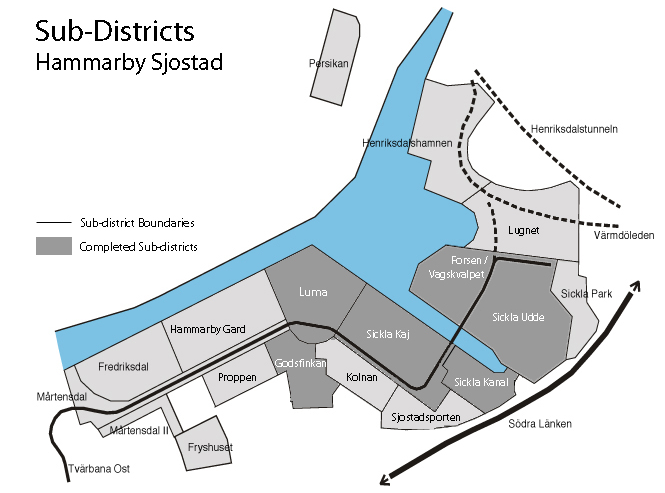 Sub-Districts
Hammarby Sjostad
Persikan
Henriksdalstunneln
Henriksdalshamnen
Sub-district Boundaries
Completed Sub-districts
Lugnet
Värmdöleden
Forsen /
Vagskvalpet
Sickla Park
Luma
Sickla Udde
Hammarby Gard
Sickla Kaj
Fredriksdal
Godsfinkan
Proppen
Kolnan
Sickla Kanal
Mårtensdal
Sjostadsporten
Södra Länken
Mårtensdal II
Fryshuset
Tvärbana Ost